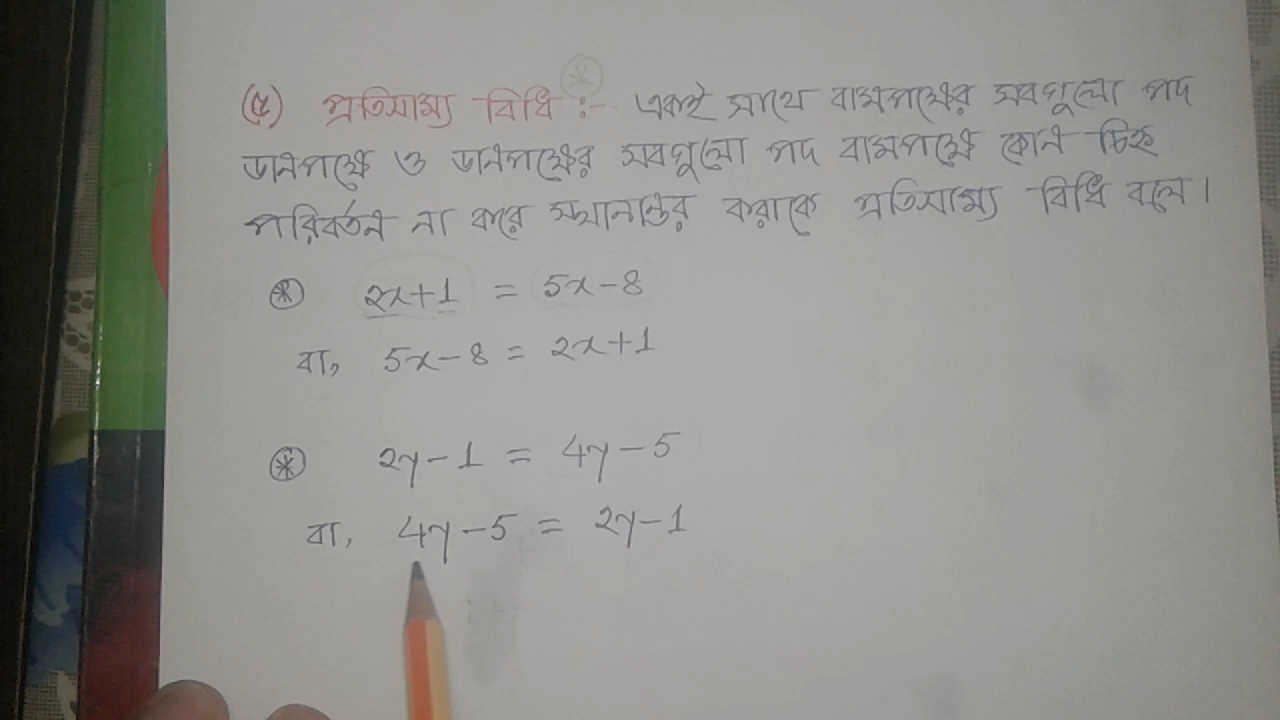 (৫) প্রতিসাম্য বিধি :- একই সাথে বামপক্ষের সবগুলো পদ
ডানপক্ষে ও ডানপক্ষের সবগুলো পদ বামপক্ষে কোন চিহ্ন
পরিবর্তন না করে স্থানান্তর করাকে প্রতিসাম্য বিধি বলে।
⊛ 2x+1 = 5x-8
বা, 5x-8 = 2x+1
⊛ 2y-1 = 4y-5
বা, 4y-5 = 2y-1